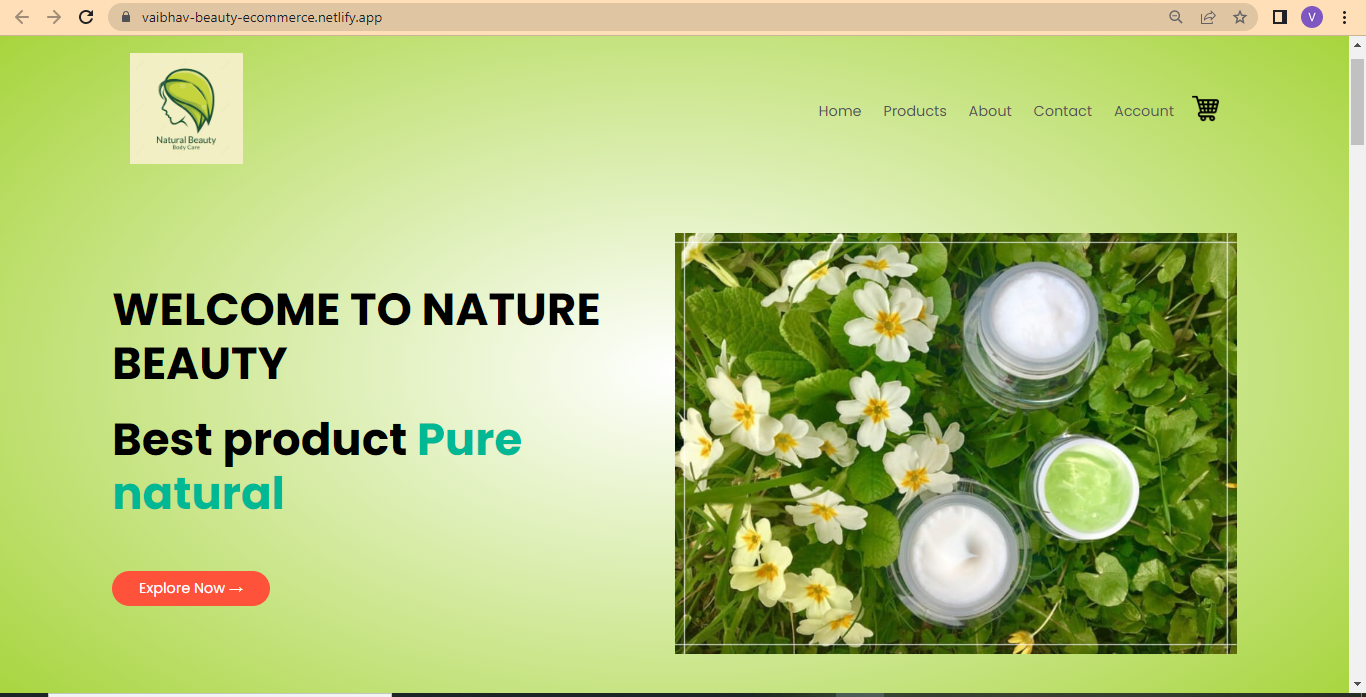 vaibhav-beauty-ecommerce.netlify.app
V
Natural Beauty
Body Care
Home Products About Contact Account
WELCOME TO NATURE
BEAUTY
Best product Pure
natural
Explore Now →